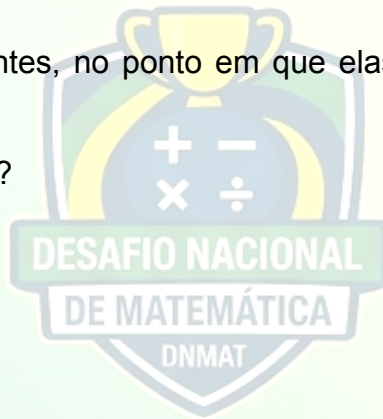 ntes, no ponto em que elas
?
+ −
× ÷
DESAFIO NACIONAL
DE MATEMÁTICA
DNMAT